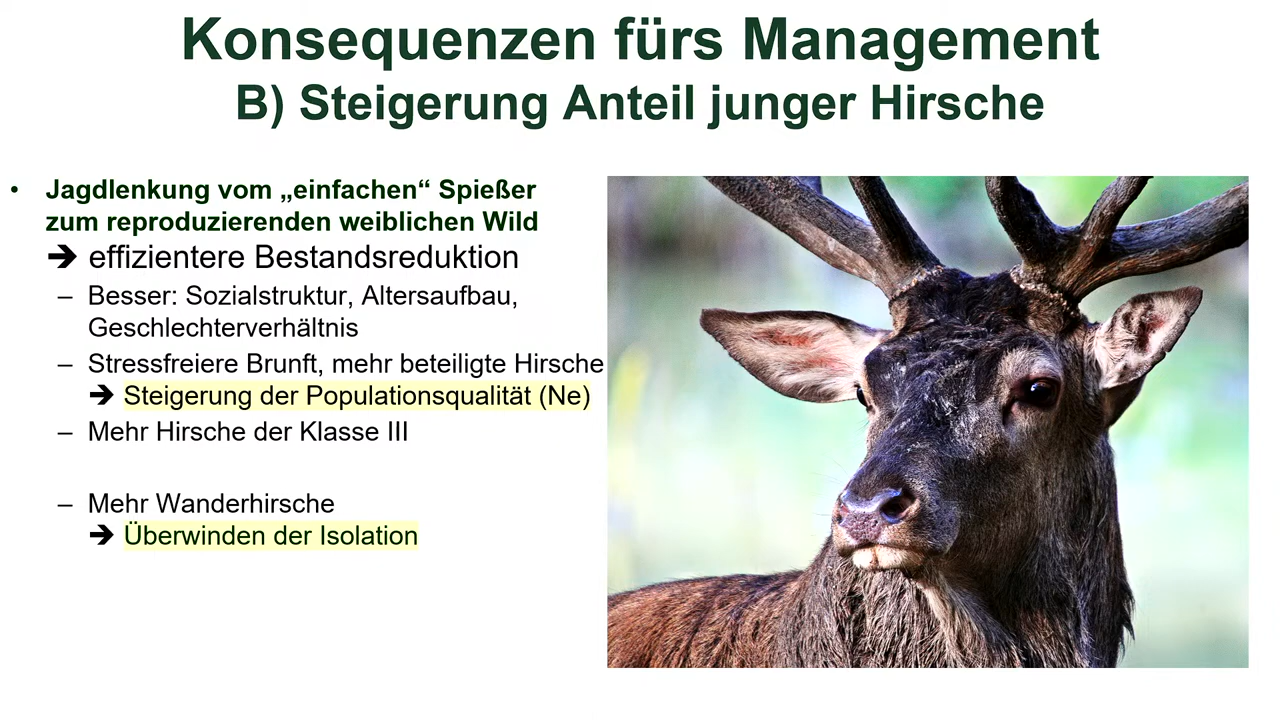 Konsequenzen fürs Management
B) Steigerung Anteil junger Hirsche
• Jagdlenkung vom „einfachen“ Spießer
zum reproduzierenden weiblichen Wild
➔ effizientere Bestandsreduktion
– Besser: Sozialstruktur, Altersaufbau,
Geschlechterverhältnis
– Stressfreiere Brunft, mehr beteiligte Hirsche
➔ Steigerung der Populationsqualität (Ne)
– Mehr Hirsche der Klasse III
– Mehr Wanderhirsche
➔ Überwinden der Isolation